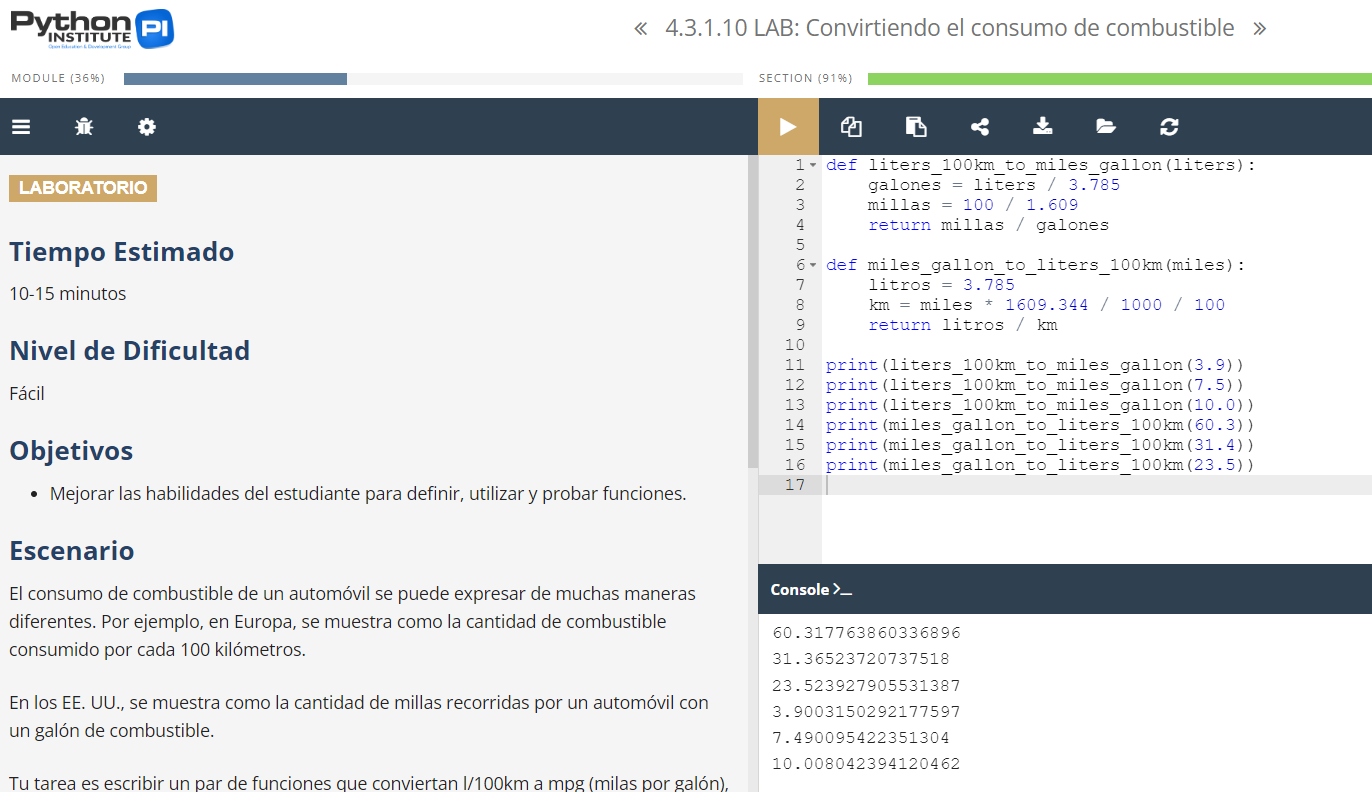 Python
INSTITUTE
Open Education & Development Group
PI
« 4.3.1.10 LAB: Convirtiendo el consumo de combustible »
MODULE (36%)
SECTION (91%)
LABORATORIO
Tiempo Estimado
10-15 minutos
Nivel de Dificultad
Fácil
Objetivos
• Mejorar las habilidades del estudiante para definir, utilizar y probar funciones.
Escenario
El consumo de combustible de un automóvil se puede expresar de muchas maneras
diferentes. Por ejemplo, en Europa, se muestra como la cantidad de combustible
consumido por cada 100 kilómetros.
En los EE. UU., se muestra como la cantidad de millas recorridas por un automóvil con
un galón de combustible.
Tu tarea es escribir un par de funciones que conviertan l/100km a mpg (milas por galón),
1 def liters_100km_to_miles_gallon(liters):
2     galones = liters / 3.785
3     millas = 100 / 1.609
4     return millas / galones
5
6 def miles_gallon_to_liters_100km(miles):
7     litros = 3.785
8     km = miles * 1609.344 / 1000 / 100
9     return litros / km
10
11 print(liters_100km_to_miles_gallon(3.9))
12 print(liters_100km_to_miles_gallon(7.5))
13 print(liters_100km_to_miles_gallon(10.0))
14 print(miles_gallon_to_liters_100km(60.3))
15 print(miles_gallon_to_liters_100km(31.4))
16 print(miles_gallon_to_liters_100km(23.5))
17
Console >_
60.317763860336896
31.36523720737518
23.523927905531387
3.9003150292177597
7.490095422351304
10.008042394120462